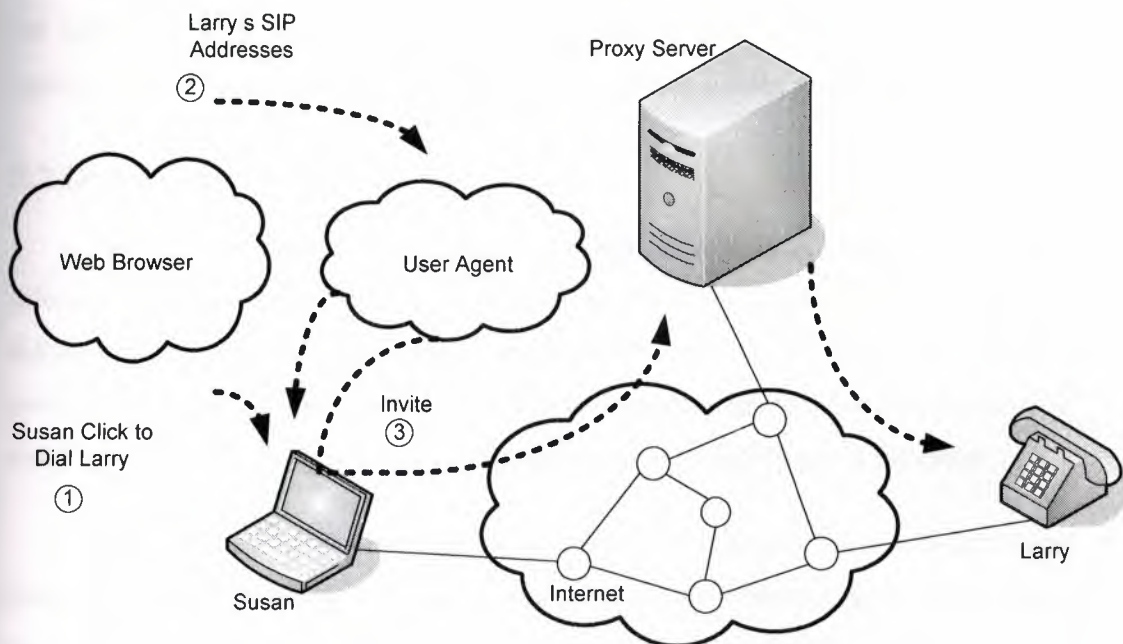 Larry s SIP
Addresses
2
Proxy Server
Web Browser
User Agent
Invite
3
Susan Click to
Dial Larry
1
Susan
Internet
Larry